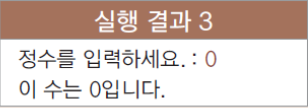 실행 결과 3
정수를 입력하세요. : 0
이 수는 0입니다.